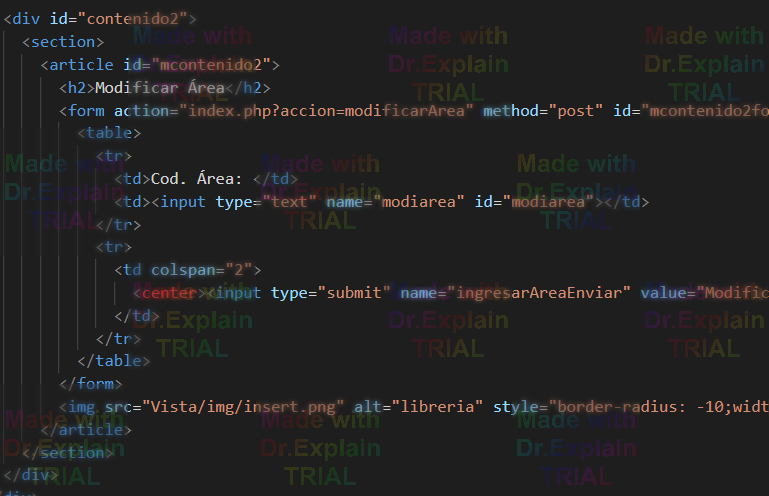 <div id="contenido2">
<section>
<article id="mcontenido2">
<h2>Modificar Área</h2>
<form action="index.php?accion=modificarArea" method="post" id="mcontenido2fo
<table>
<tr>
<td>Cod. Área: </td>
<td><input type="text" name="modiarea" id="modiarea"></td>
</tr>
<tr>
<td colspan="2">
<center><input type="submit" name="ingresarAreaEnviar" value="Modific
</td>
</tr>
</table>
</form>
<img src="Vista/img/insert.png" alt="libreria" style="border-radius: -10;widt
</article>
</section>
</div>
Made with Made with Made with
Dr.Explain Dr.Explain Dr.Explain
TRIAL TRIAL TRIAL
Made with Made with Made with
Dr.Explain Dr.Explain Dr.Explain
TRIAL TRIAL TRIAL
Made with Made with Made with
Dr.Explain Dr.Explain Dr.Explain
TRIAL TRIAL TRIAL
Made with Made with Made with
Dr.Explain Dr.Explain Dr.Explain
TRIAL TRIAL TRIAL